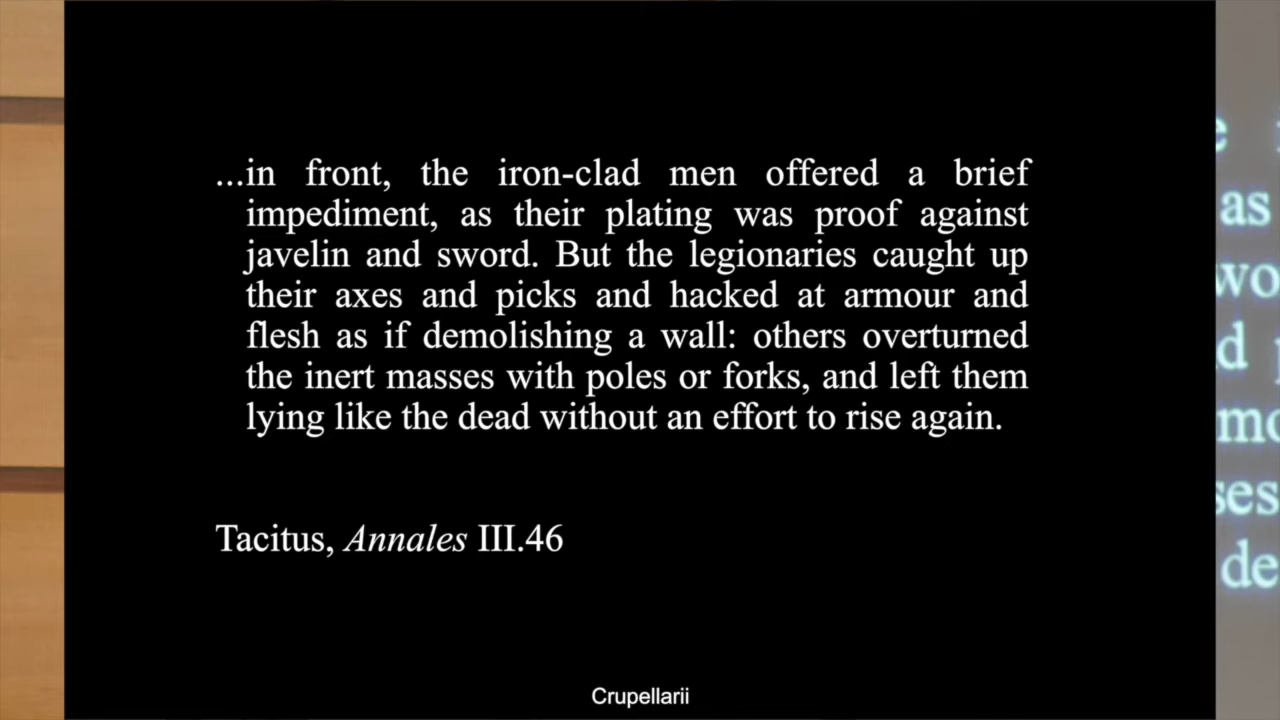 ...in front, the iron-clad men offered a brief
impediment, as their plating was proof against
javelin and sword. But the legionaries caught up
their axes and picks and hacked at armour and
flesh as if demolishing a wall: others overturned
the inert masses with poles or forks, and left them
lying like the dead without an effort to rise again.
Tacitus, Annales III.46
Crupellarii
as